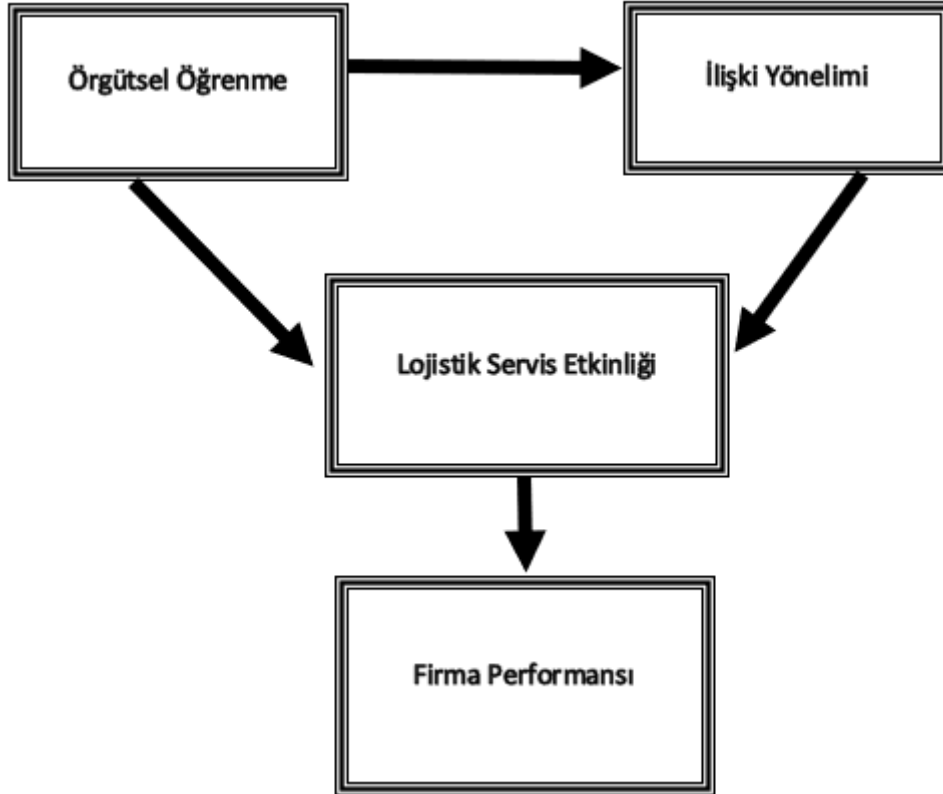 Örgütsel Öğrenme
İlişki Yönelimi
Lojistik Servis Etkinliği
Firma Performansı